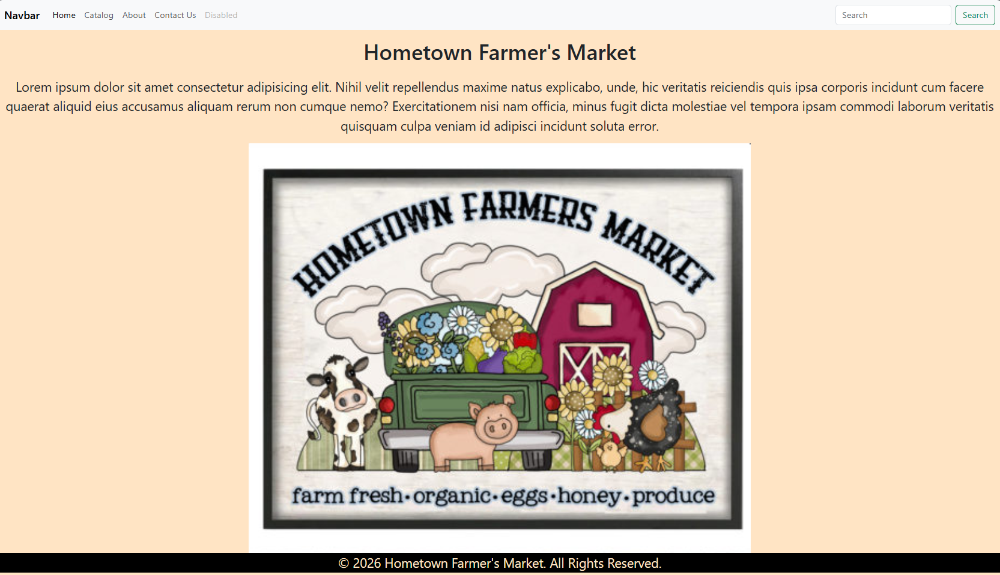 Navbar Home Catalog About Contact Us Disabled Search Search
Hometown Farmer's Market
Lorem ipsum dolor sit amet consectetur adipisicing elit. Nihil velit repellendus maxime natus explicabo, unde, hic veritatis reiciendis quis ipsa corporis incidunt cum facere
quaerat aliquid eius accusamus aliquam rerum non cumque nemo? Exercitationem nisi nam officia, minus fugit dicta molestiae vel tempora ipsam commodi laborum veritatis
quisquam culpa veniam id adipisci incidunt soluta error.
HOMETOWN FARMERS MARKET
farm fresh•organic•eggs•honey•produce
© 2026 Hometown Farmer's Market. All Rights Reserved.